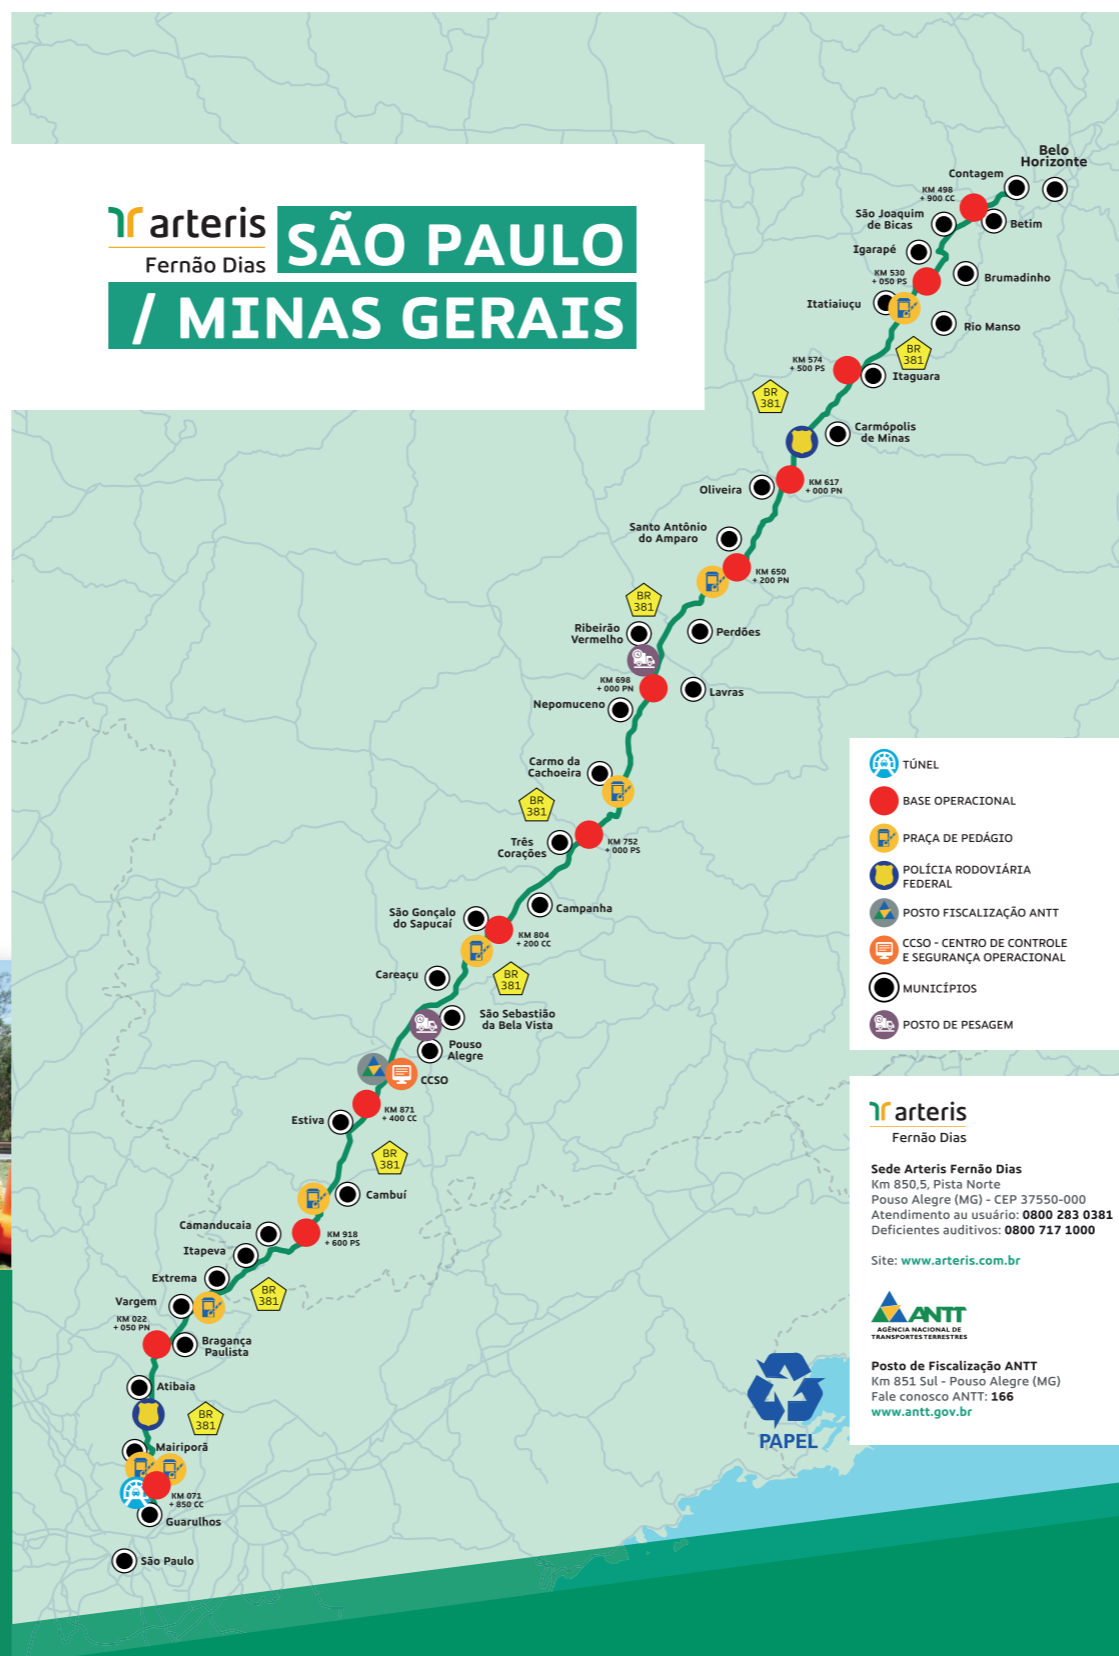 arteris
Fernão Dias
SÃO PAULO
/ MINAS GERAIS
Belo
Horizonte
Contagem
KM 498
+ 900 CC
São Joaquim
de Bicas
Betim
Igarapé
KM 530
+ 050 PS
Brumadinho
Itatiaiuçu
Rio Manso
BR
381
KM 574
+ 500 PS
Itaguara
BR
381
Carmópolis
de Minas
Oliveira
KM 617
+ 000 PN
Santo Antônio
do Amparo
KM 650
+ 200 PN
BR
381
Ribeirão
Vermelho
Perdões
KM 698
+ 000 PN
Lavras
Nepomuceno
Carmo da
Cachoeira
BR
381
Três
Corações
KM 752
+ 000 PS
São Gonçalo
do Sapucaí
Campanha
KM 804
+ 200 CC
Careaçu
BR
381
São Sebastião
da Bela Vista
Pouso
Alegre
CCSO
KM 871
+ 400 CC
Estiva
BR
381
Cambuí
Camanducaia
KM 918
+ 600 PS
Itapeva
Extrema
BR
381
Vargem
KM 022
+ 050 PN
Bragança
Paulista
Atibaia
BR
381
Mairiporã
KM 071
+ 850 CC
Guarulhos
São Paulo
TÚNEL
BASE OPERACIONAL
PRAÇA DE PEDÁGIO
POLÍCIA RODOVIÁRIA
FEDERAL
POSTO FISCALIZAÇÃO ANTT
CCSO - CENTRO DE CONTROLE
E SEGURANÇA OPERACIONAL
MUNICÍPIOS
POSTO DE PESAGEM
arteris
Fernão Dias
Sede Arteris Fernão Dias
Km 850,5, Pista Norte
Pouso Alegre (MG) - CEP 37550-000
Atendimento au usuário: 0800 283 0381
Deficientes auditivos: 0800 717 1000
Site: www.arteris.com.br
ANTT
AGÊNCIA NACIONAL DE
TRANSPORTES TERRESTRES
Posto de Fiscalização ANTT
Km 851 Sul - Pouso Alegre (MG)
Fale conosco ANTT: 166
www.antt.gov.br
PAPEL